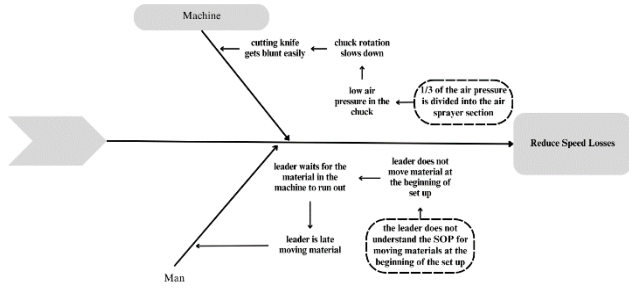 Machine
cutting knife
gets blunt easily
chuck rotation
slows down
low air
pressure in the
chuck
1/3 of the air pressure
is divided into the air
sprayer section
Reduce Speed Losses
leader waits for the
material in the
machine to run out
leader does not
move material at
the beginning of
set up
leader is late
moving material
the leader does not
understand the SOP for
moving materials at the
beginning of the set up
Man